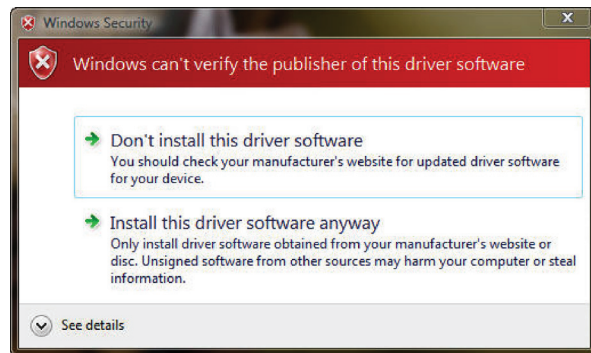 Windows Security
Windows can't verify the publisher of this driver software
Don't install this driver software
You should check your manufacturer's website for updated driver software
for your device.
Install this driver software anyway
Only install driver software obtained from your manufacturer's website or
disc. Unsigned software from other sources may harm your computer or steal
information.
See details